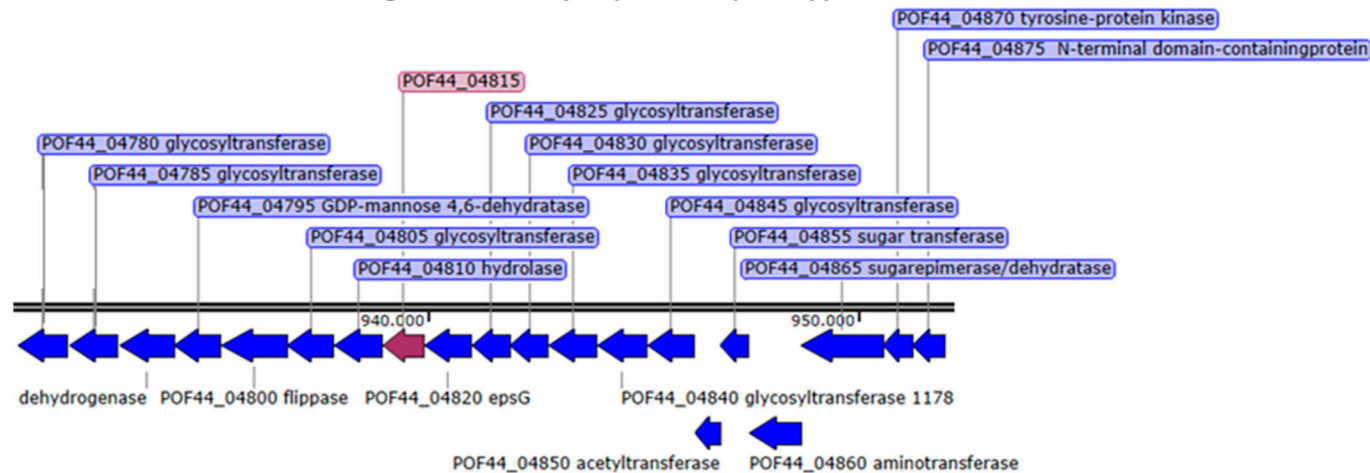 POF44_04870 tyrosine-protein kinase
POF44_04875 N-terminal domain-containingprotein
POF44_04815
POF44_04825 glycosyltransferase
POF44_04780 glycosyltransferase
POF44_04830 glycosyltransferase
POF44_04785 glycosyltransferase
POF44_04835 glycosyltransferase
POF44_04795 GDP-mannose 4,6-dehydratase
POF44_04845 glycosyltransferase
POF44_04805 glycosyltransferase
POF44_04855 sugar transferase
POF44_04810 hydrolase
POF44_04865 sugarepimerase/dehydratase
940.000
950.000
dehydrogenase
POF44_04800 flippase
POF44_04820 epsG
POF44_04840 glycosyltransferase 1178
POF44_04850 acetyltransferase
POF44_04860 aminotransferase